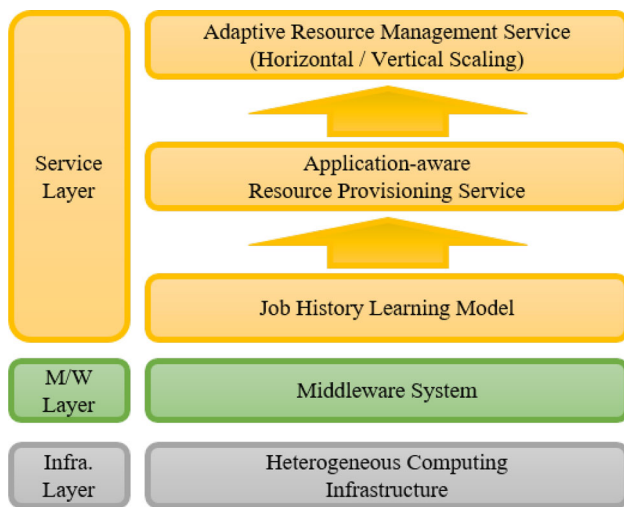 Service
Layer
Adaptive Resource Management Service
(Horizontal / Vertical Scaling)
Application-aware
Resource Provisioning Service
Job History Learning Model
M/W
Layer
Middleware System
Infra.
Layer
Heterogeneous Computing
Infrastructure